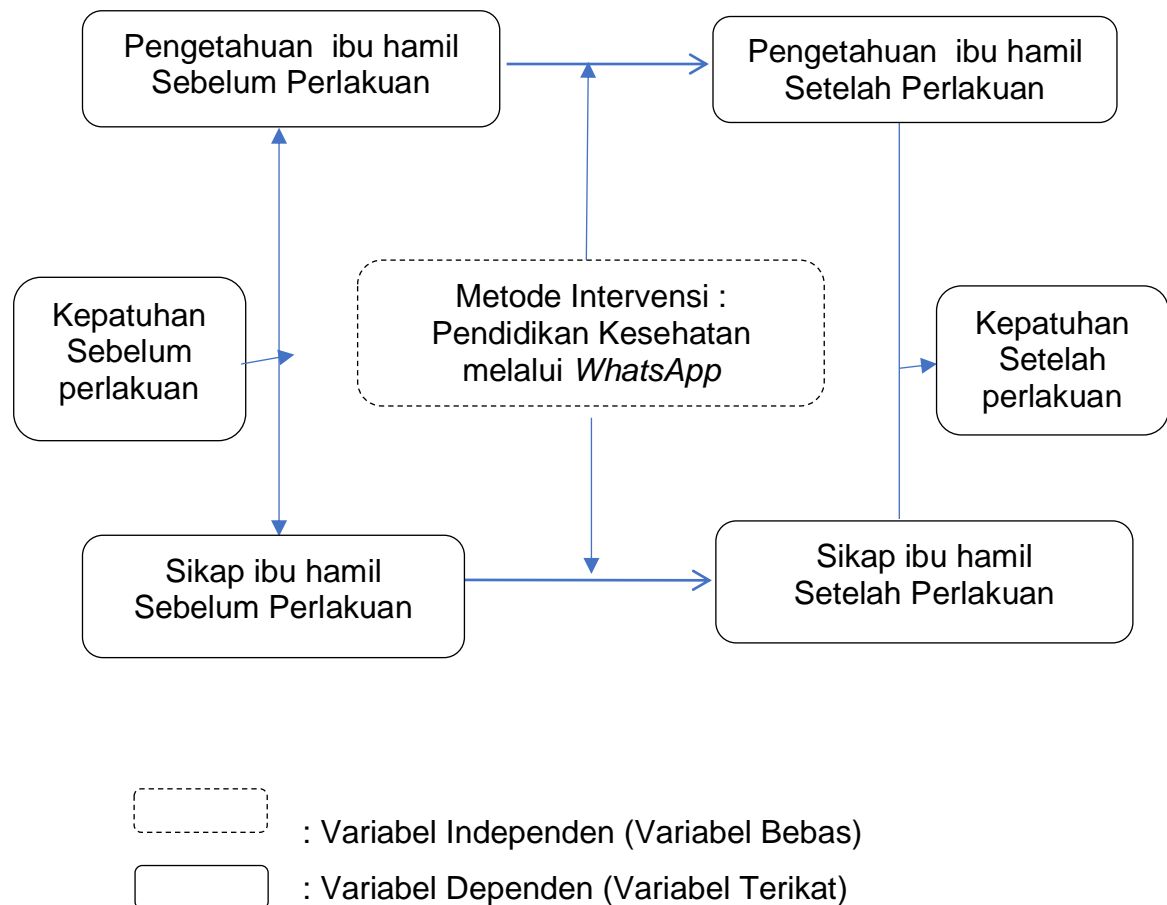 Pengetahuan ibu hamil
Sebelum Perlakuan
Pengetahuan ibu hamil
Setelah Perlakuan
Kepatuhan
Sebelum
perlakuan
Metode Intervensi :
Pendidikan Kesehatan
melalui WhatsApp
Kepatuhan
Setelah
perlakuan
Sikap ibu hamil
Sebelum Perlakuan
Sikap ibu hamil
Setelah Perlakuan
: Variabel Independen (Variabel Bebas)
: Variabel Dependen (Variabel Terikat)